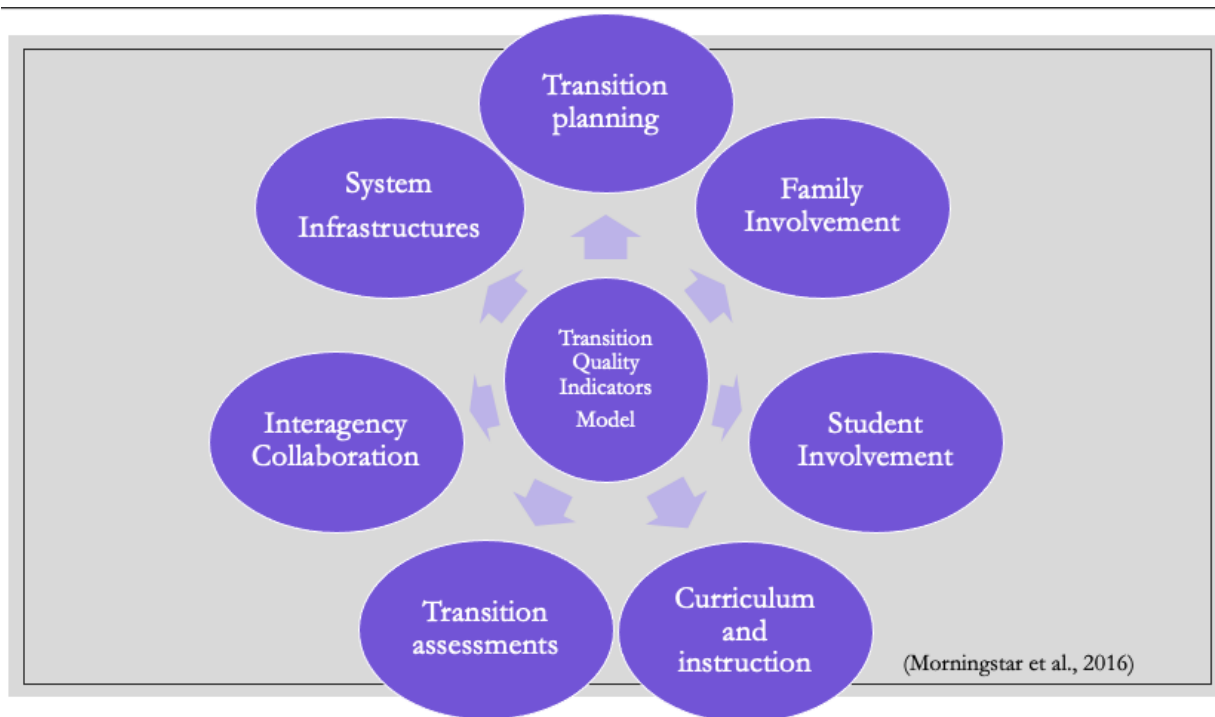 Transition
planning
Family
Involvement
Student
Involvement
Curriculum
and
instruction
Transition
assessments
Interagency
Collaboration
System
Infrastructures
Transition
Quality
Indicators
Model
(Morningstar et al., 2016)